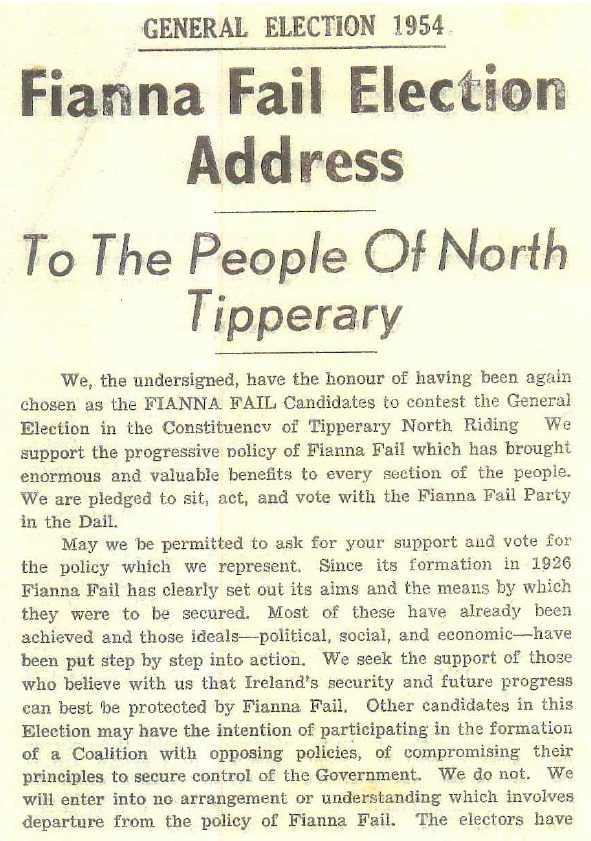 GENERAL ELECTION 1954
Fianna Fail Election
Address
To The People Of North
Tipperary
We, the undersigned, have the honour of having been again
chosen as the FIANNA FAIL Candidates to contest the General
Election in the Constituency of Tipperary North Riding We
support the progressive policy of Fianna Fail which has brought
enormous and valuable benefits to every section of the people.
We are pledged to sit, act, and vote with the Fianna Fail Party
in the Dail.
May we be permitted to ask for your support and vote for
the policy which we represent. Since its formation in 1926
Fianna Fail has clearly set out its aims and the means by which
they were to be secured. Most of these have already been
achieved and those ideals—political, social, and economic—have
been put step by step into action. We seek the support of those
who believe with us that Ireland's security and future progress
can best be protected by Fianna Fail. Other candidates in this
Election may have the intention of participating in the formation
of a Coalition with opposing policies, of compromising their
principles to secure control of the Government. We do not. We
will enter into no arrangement or understanding which involves
departure from the policy of Fianna Fail. The electors have